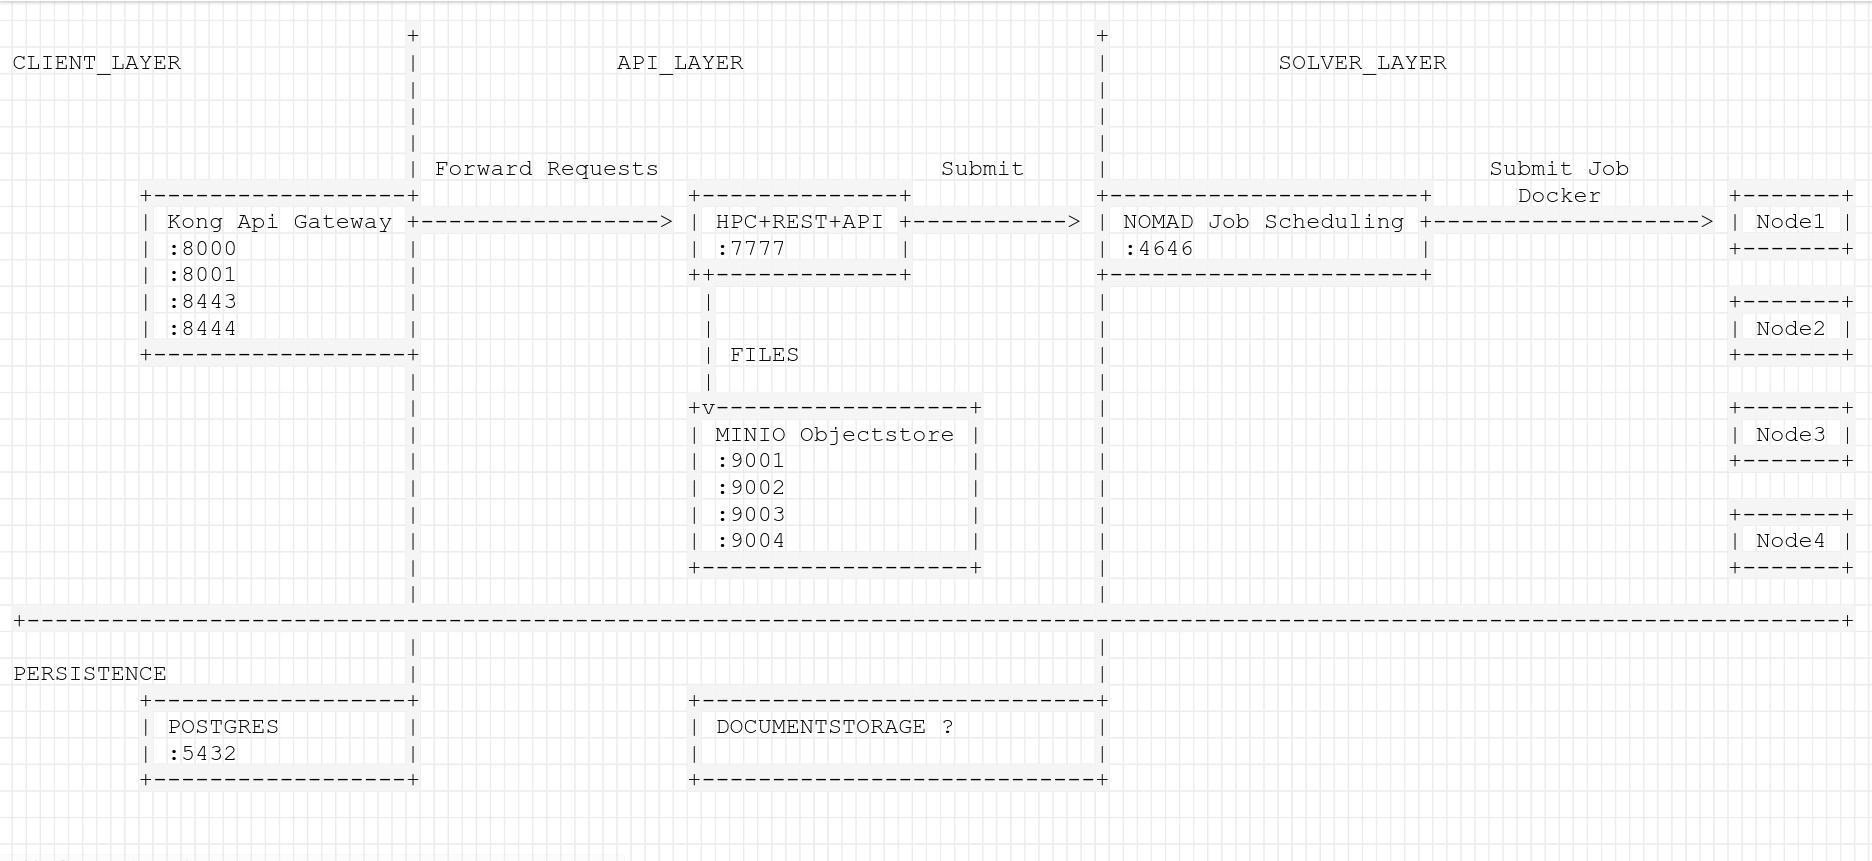 CLIENT_LAYER API_LAYER SOLVER_LAYER
Forward Requests Submit Submit Job
Docker
Kong Api Gateway HPC+REST+API NOMAD Job Scheduling Node1
:8000 :7777 :4646
:8001
:8443
:8444 Node2
FILES
MINIO Objectstore Node3
:9001
:9002
:9003
:9004 Node4
PERSISTENCE
POSTGRES DOCUMENTSTORAGE ?
:5432